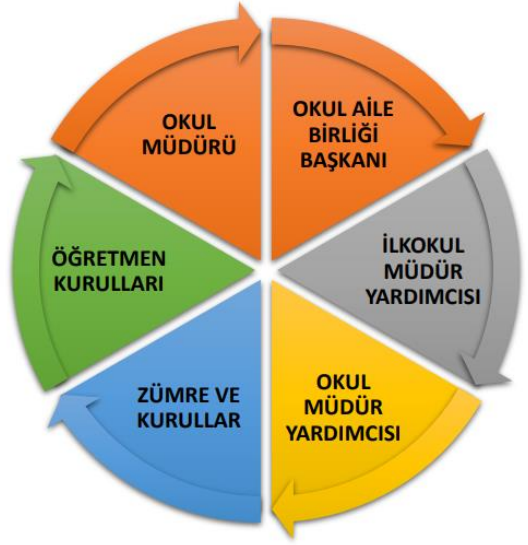 OKUL
MÜDÜRÜ
OKUL AİLE
BİRLİĞİ
BAŞKANI
İLKOKUL
MÜDÜR
YARDIMCISI
OKUL
MÜDÜR
YARDIMCISI
ZÜMRE VE
KURULLAR
ÖĞRETMEN
KURULLARI